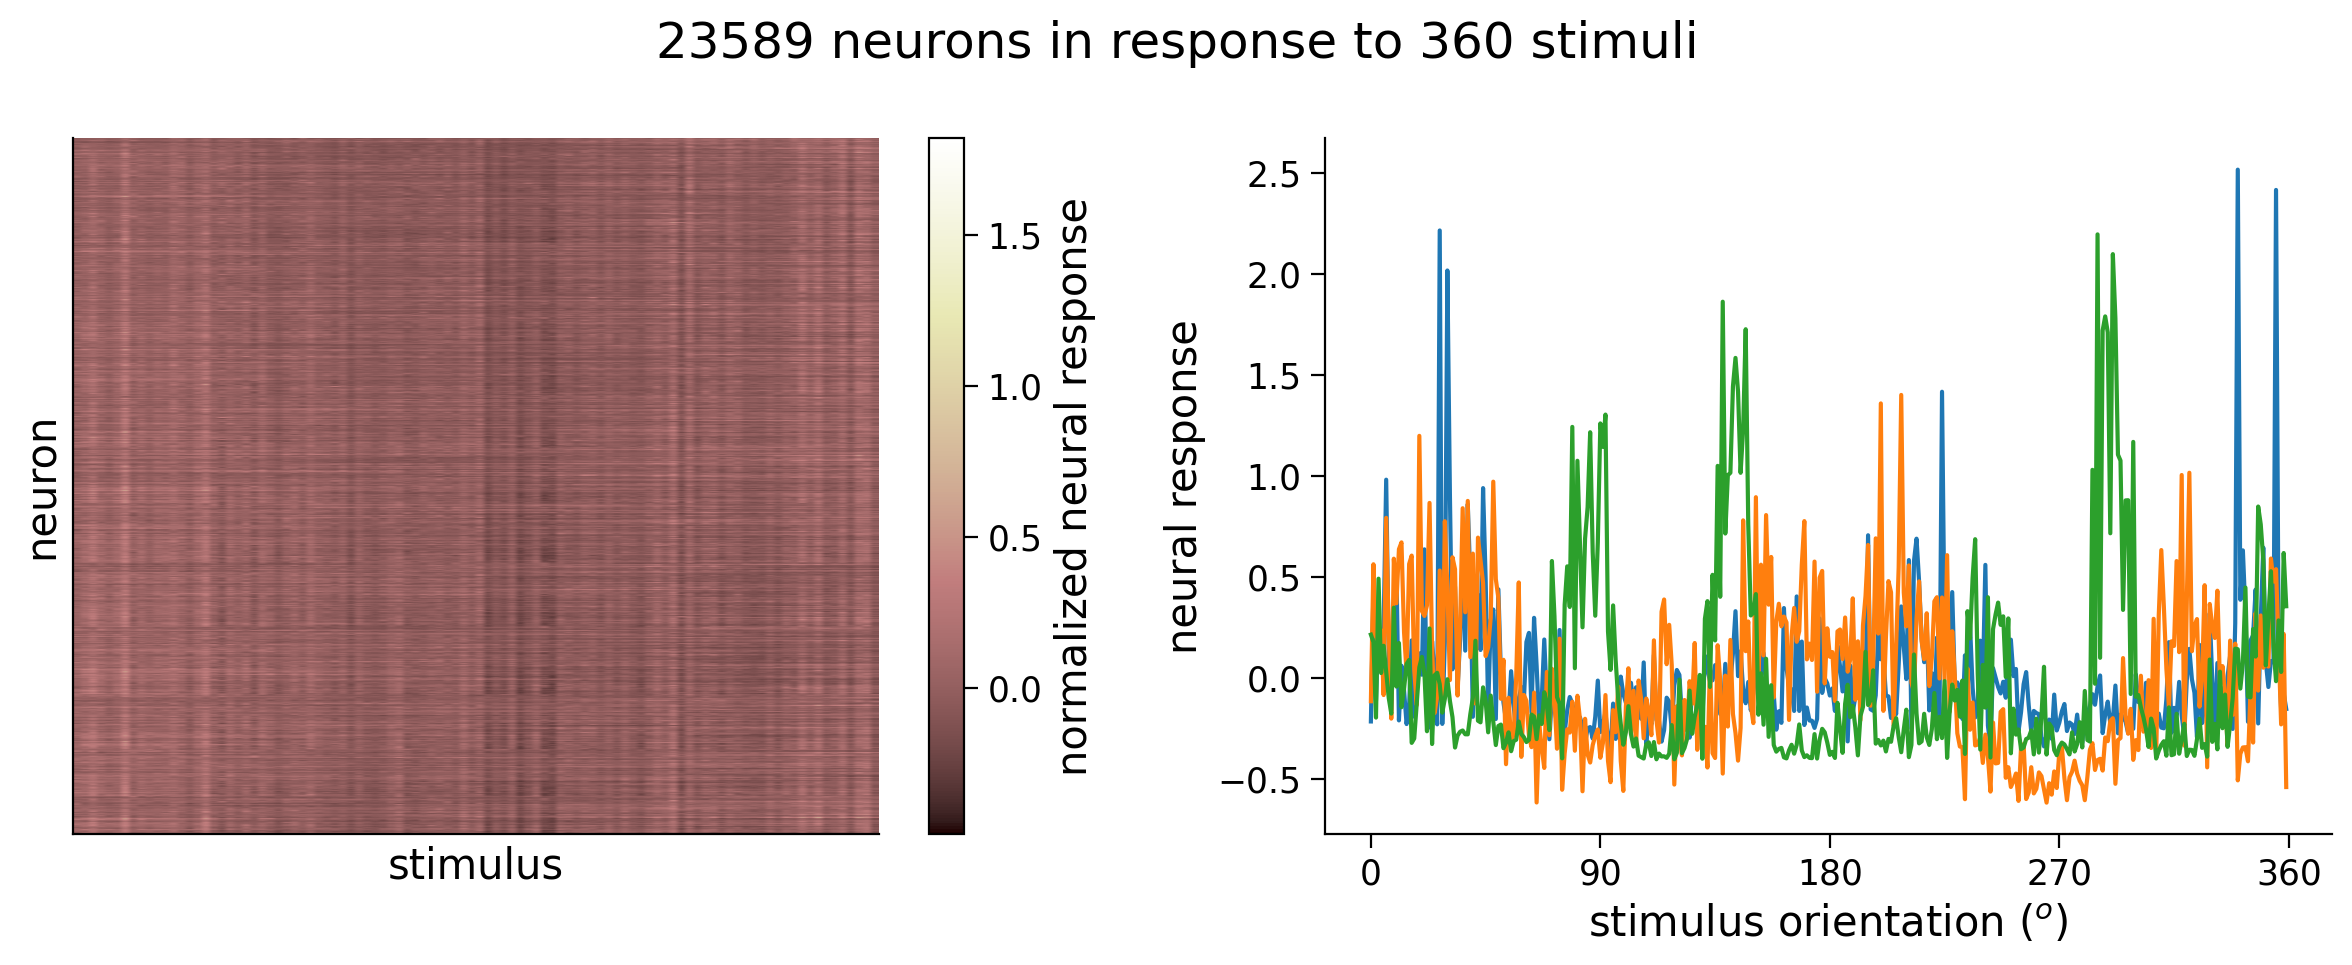 23589 neurons in response to 360 stimuli
neuron
stimulus
1.5
1.0
0.5
0.0
normalized neural response
neural response
2.5
2.0
1.5
1.0
0.5
0.0
−0.5
0 90 180 270 360
stimulus orientation (º)